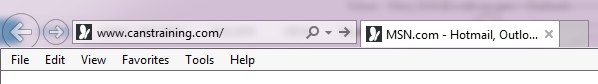 www.canstraining.com/ MSN.com - Hotmail, Outlo...
File Edit View Favorites Tools Help